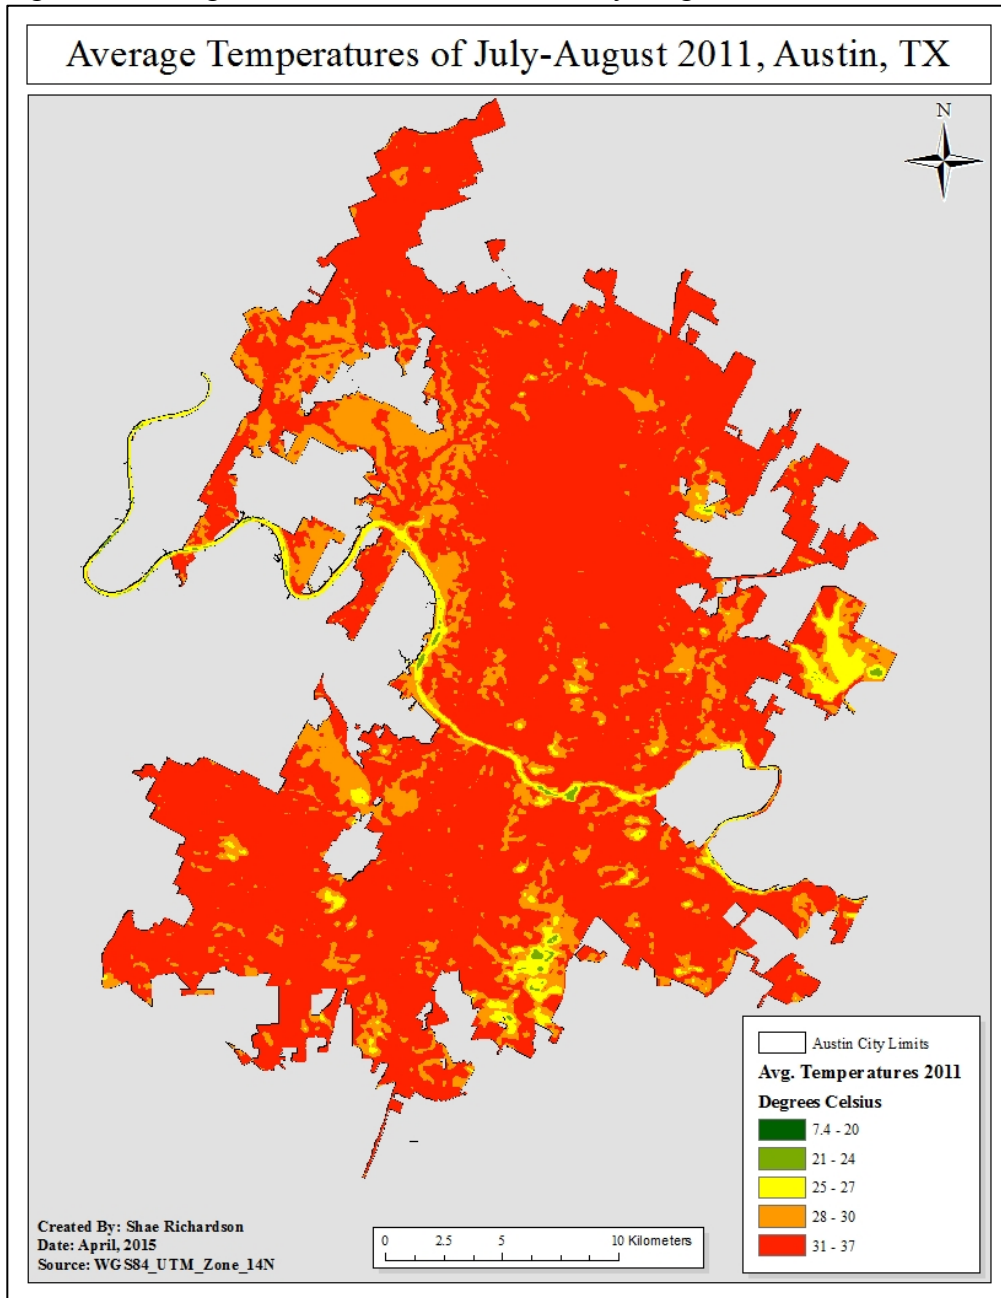 Average Temperatures of July-August 2011, Austin, TX
N
Austin City Limits
Avg. Temperatures 2011
Degrees Celsius
7.4 - 20
21 - 24
25 - 27
28 - 30
31 - 37
Created By: Shae Richardson
Date: April, 2015
Source: WGS84_UTM_Zone_14N
0 2.5 5 10 Kilometers